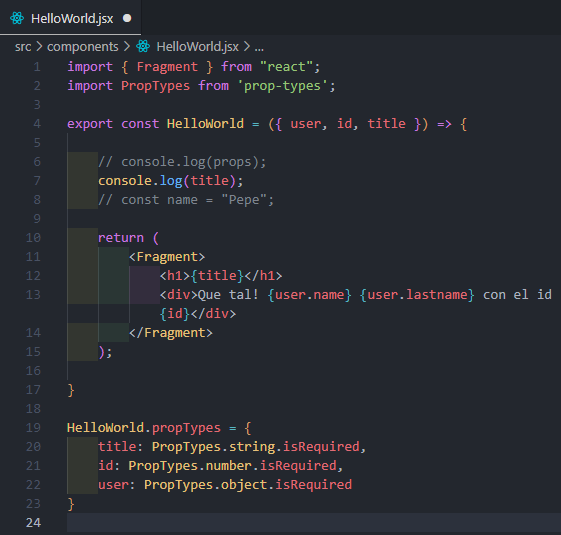 HelloWorld.jsx
src > components > HelloWorld.jsx > ...
1 import { Fragment } from "react";
2 import PropTypes from 'prop-types';
3
4 export const HelloWorld = ({ user, id, title }) => {
5
6 // console.log(props);
7 console.log(title);
8 // const name = "Pepe";
9
10 return (
11 <Fragment>
12 <h1>{title}</h1>
13 <div>Que tal! {user.name} {user.lastname} con el id
{id}</div>
14 </Fragment>
15 );
16
17 }
18
19 HelloWorld.propTypes = {
20 title: PropTypes.string.isRequired,
21 id: PropTypes.number.isRequired,
22 user: PropTypes.object.isRequired
23 }
24